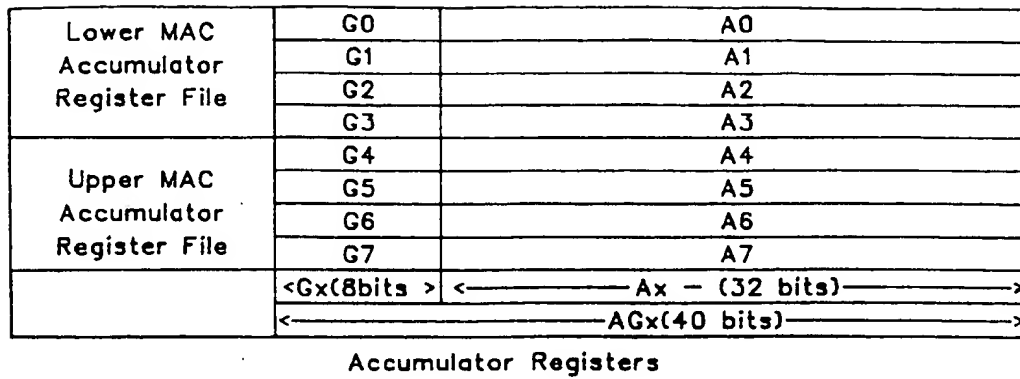 Lower MAC
Accumulator
Register File
G0 A0
G1 A1
G2 A2
G3 A3
Upper MAC
Accumulator
Register File
G4 A4
G5 A5
G6 A6
G7 A7
<Gx(8bits > < Ax — (32 bits) >
< AGx(40 bits) >
Accumulator Registers